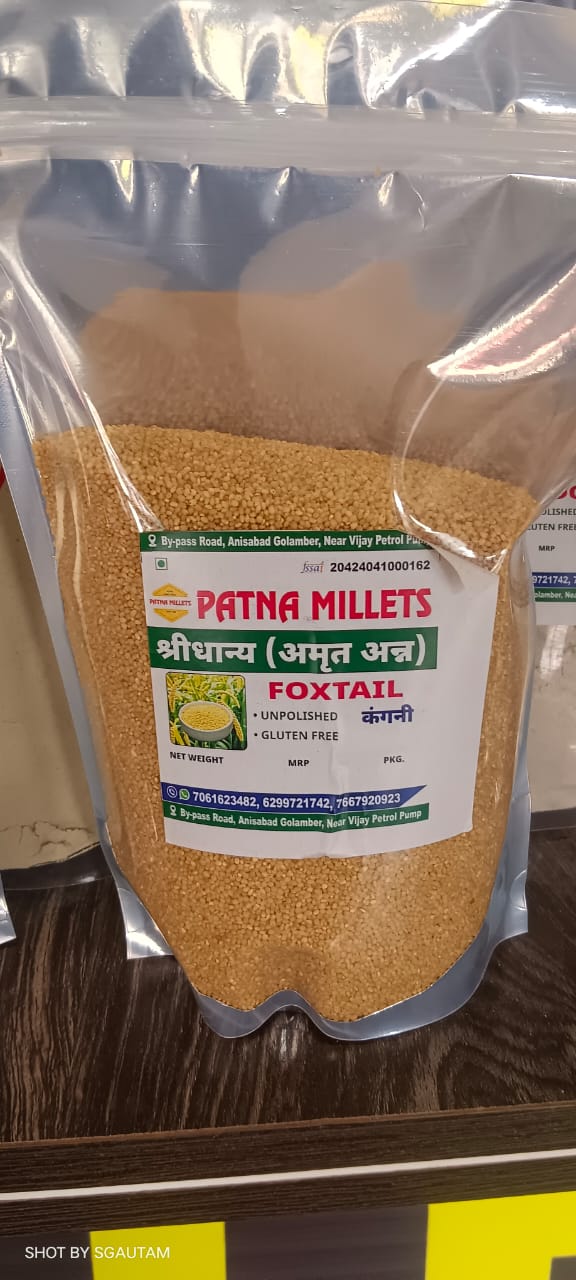 By-pass Road, Anisabad Golamber, Near Vijay Petrol Pump
fssai 20424041000162
PATNA MILLETS
PATNA MILLETS
श्रीधान्य (अमृत अन्न)
FOXTAIL
• UNPOLISHED कंगनी
• GLUTEN FREE
NET WEIGHT MRP PKG.
7061623482, 6299721742, 7667920923
By-pass Road, Anisabad Golamber, Near Vijay Petrol Pump
MRP
SHOT BY SGAUTAM